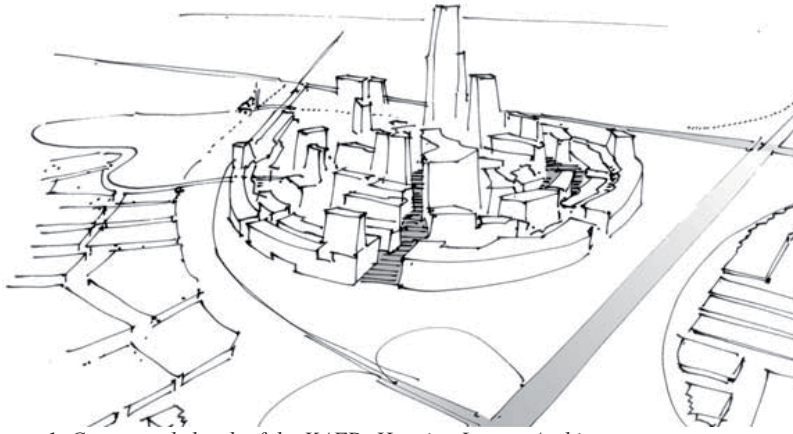 1. Conceptual sketch of the KAFD. Henning Larsen Architects